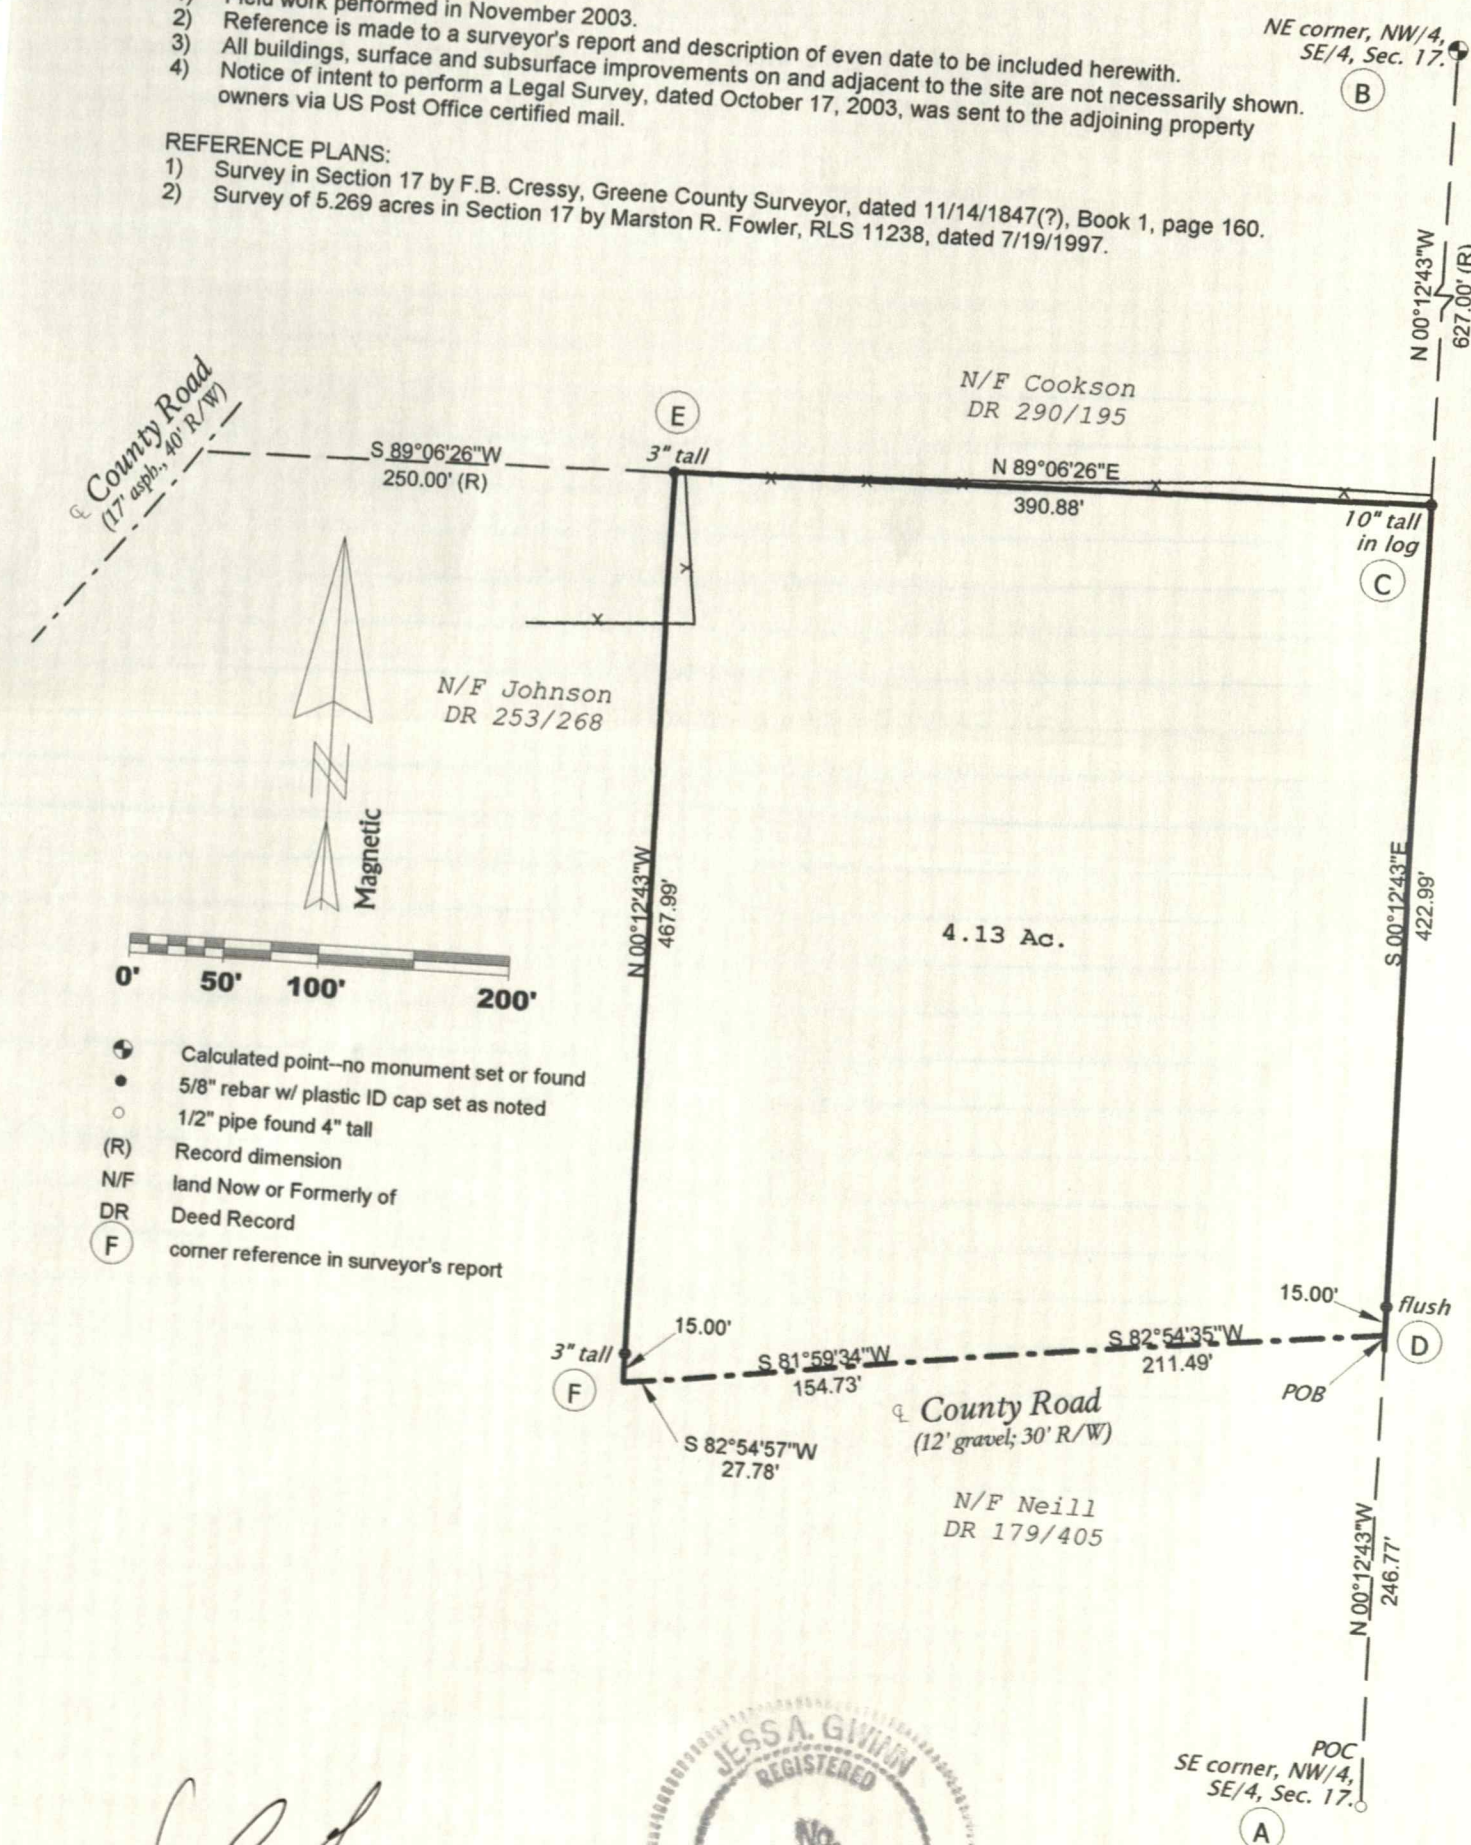 Field work performed in November 2003.
2) Reference is made to a surveyor's report and description of even date to be included herewith.
3) All buildings, surface and subsurface improvements on and adjacent to the site are not necessarily shown.
4) Notice of intent to perform a Legal Survey, dated October 17, 2003, was sent to the adjoining property
owners via US Post Office certified mail.
REFERENCE PLANS:
1) Survey in Section 17 by F.B. Cressy, Greene County Surveyor, dated 11/14/1847(?), Book 1, page 160.
2) Survey of 5.269 acres in Section 17 by Marston R. Fowler, RLS 11238, dated 7/19/1997.
NE corner, NW/4,
SE/4, Sec. 17.
B
N 00°12'43"W
627.00' (R)
℄ County Road
(17' asph., 40' R/W)
S 89°06'26"W
250.00' (R)
E
3" tall
N/F Cookson
DR 290/195
N 89°06'26"E
390.88'
10" tall
in log
C
N/F Johnson
DR 253/268
N
Magnetic
N 00°12'43"W
467.99'
4.13 Ac.
S 00°12'43"E
422.99'
0' 50' 100' 200'
Calculated point--no monument set or found
5/8" rebar w/ plastic ID cap set as noted
1/2" pipe found 4" tall
(R) Record dimension
N/F land Now or Formerly of
DR Deed Record
F corner reference in surveyor's report
15.00'
flush
D
POB
15.00'
3" tall
F
S 82°54'35"W
211.49'
S 81°59'34"W
154.73'
S 82°54'57"W
27.78'
℄ County Road
(12' gravel; 30' R/W)
N/F Neill
DR 179/405
N 00°12'43"W
246.77'
POC
SE corner, NW/4,
SE/4, Sec. 17.
A
JESS A. GWINN
REGISTERED
No.